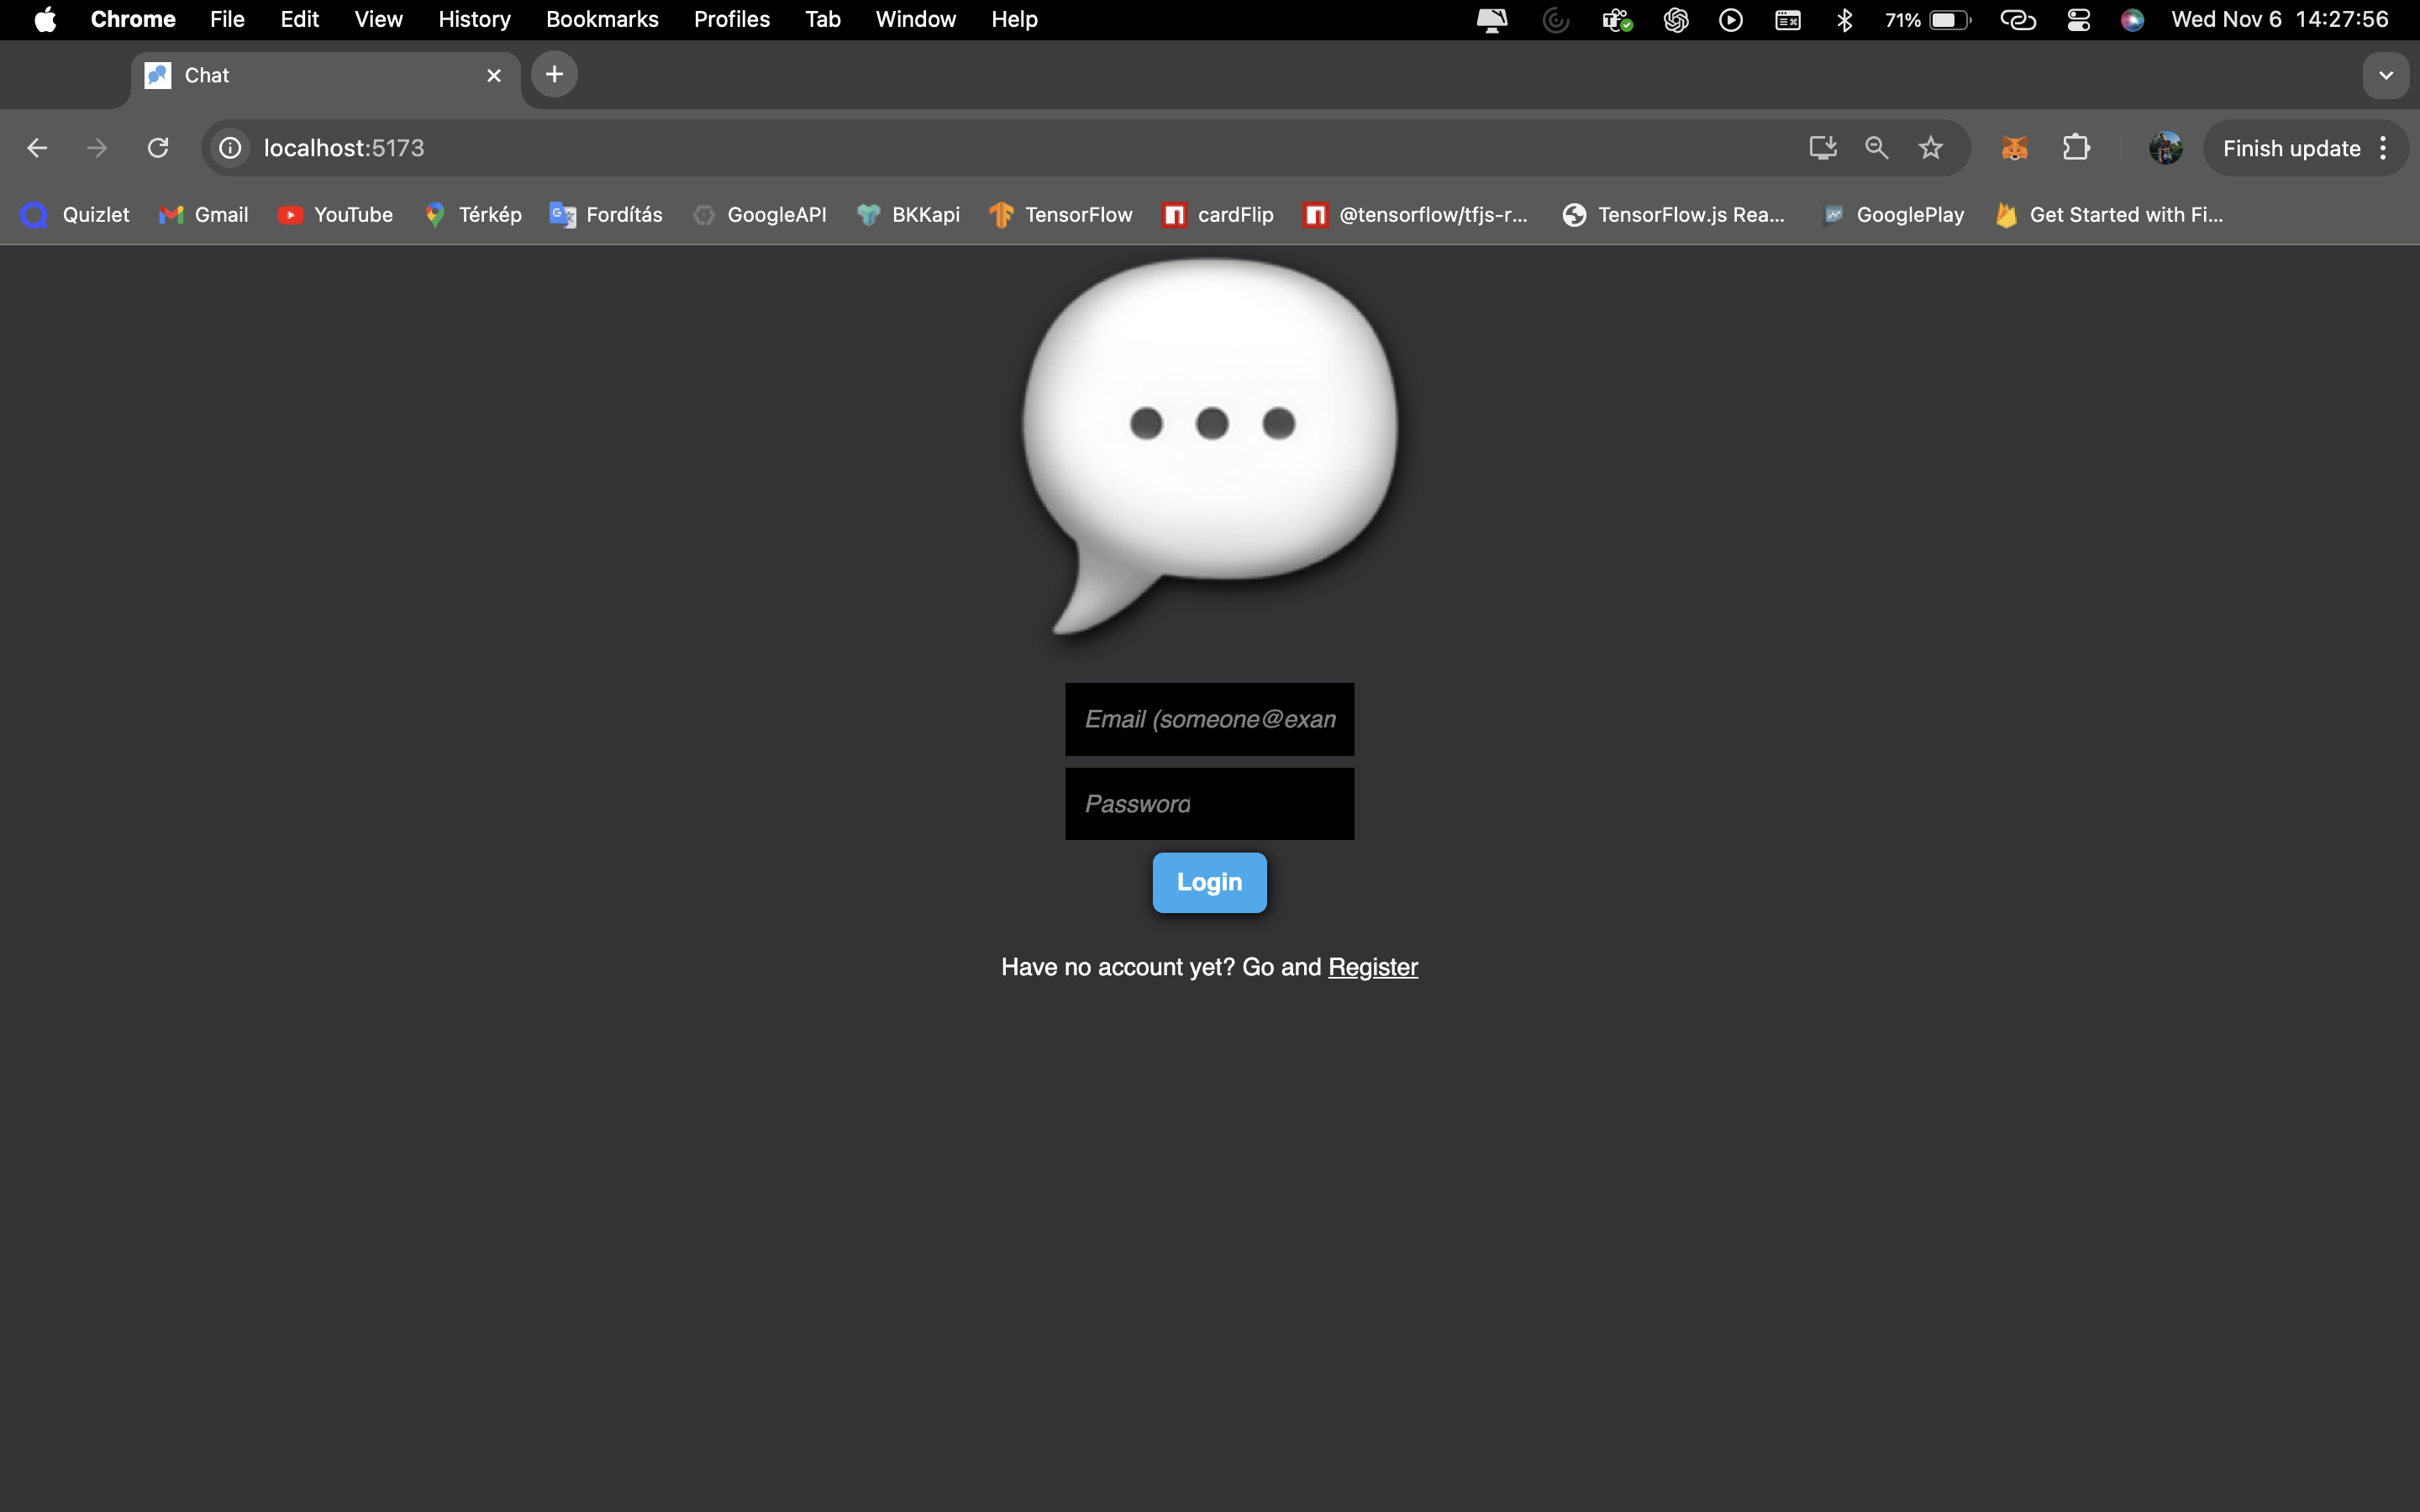 Chrome File Edit View History Bookmarks Profiles Tab Window Help 71% Wed Nov 6 14:27:56
Chat
localhost:5173 Finish update
Quizlet Gmail YouTube Térkép Fordítás GoogleAPI BKKapi TensorFlow cardFlip @tensorflow/tfjs-r... TensorFlow.js Rea... GooglePlay Get Started with Fi...
Email (someone@exan
Password
Login
Have no account yet? Go and Register